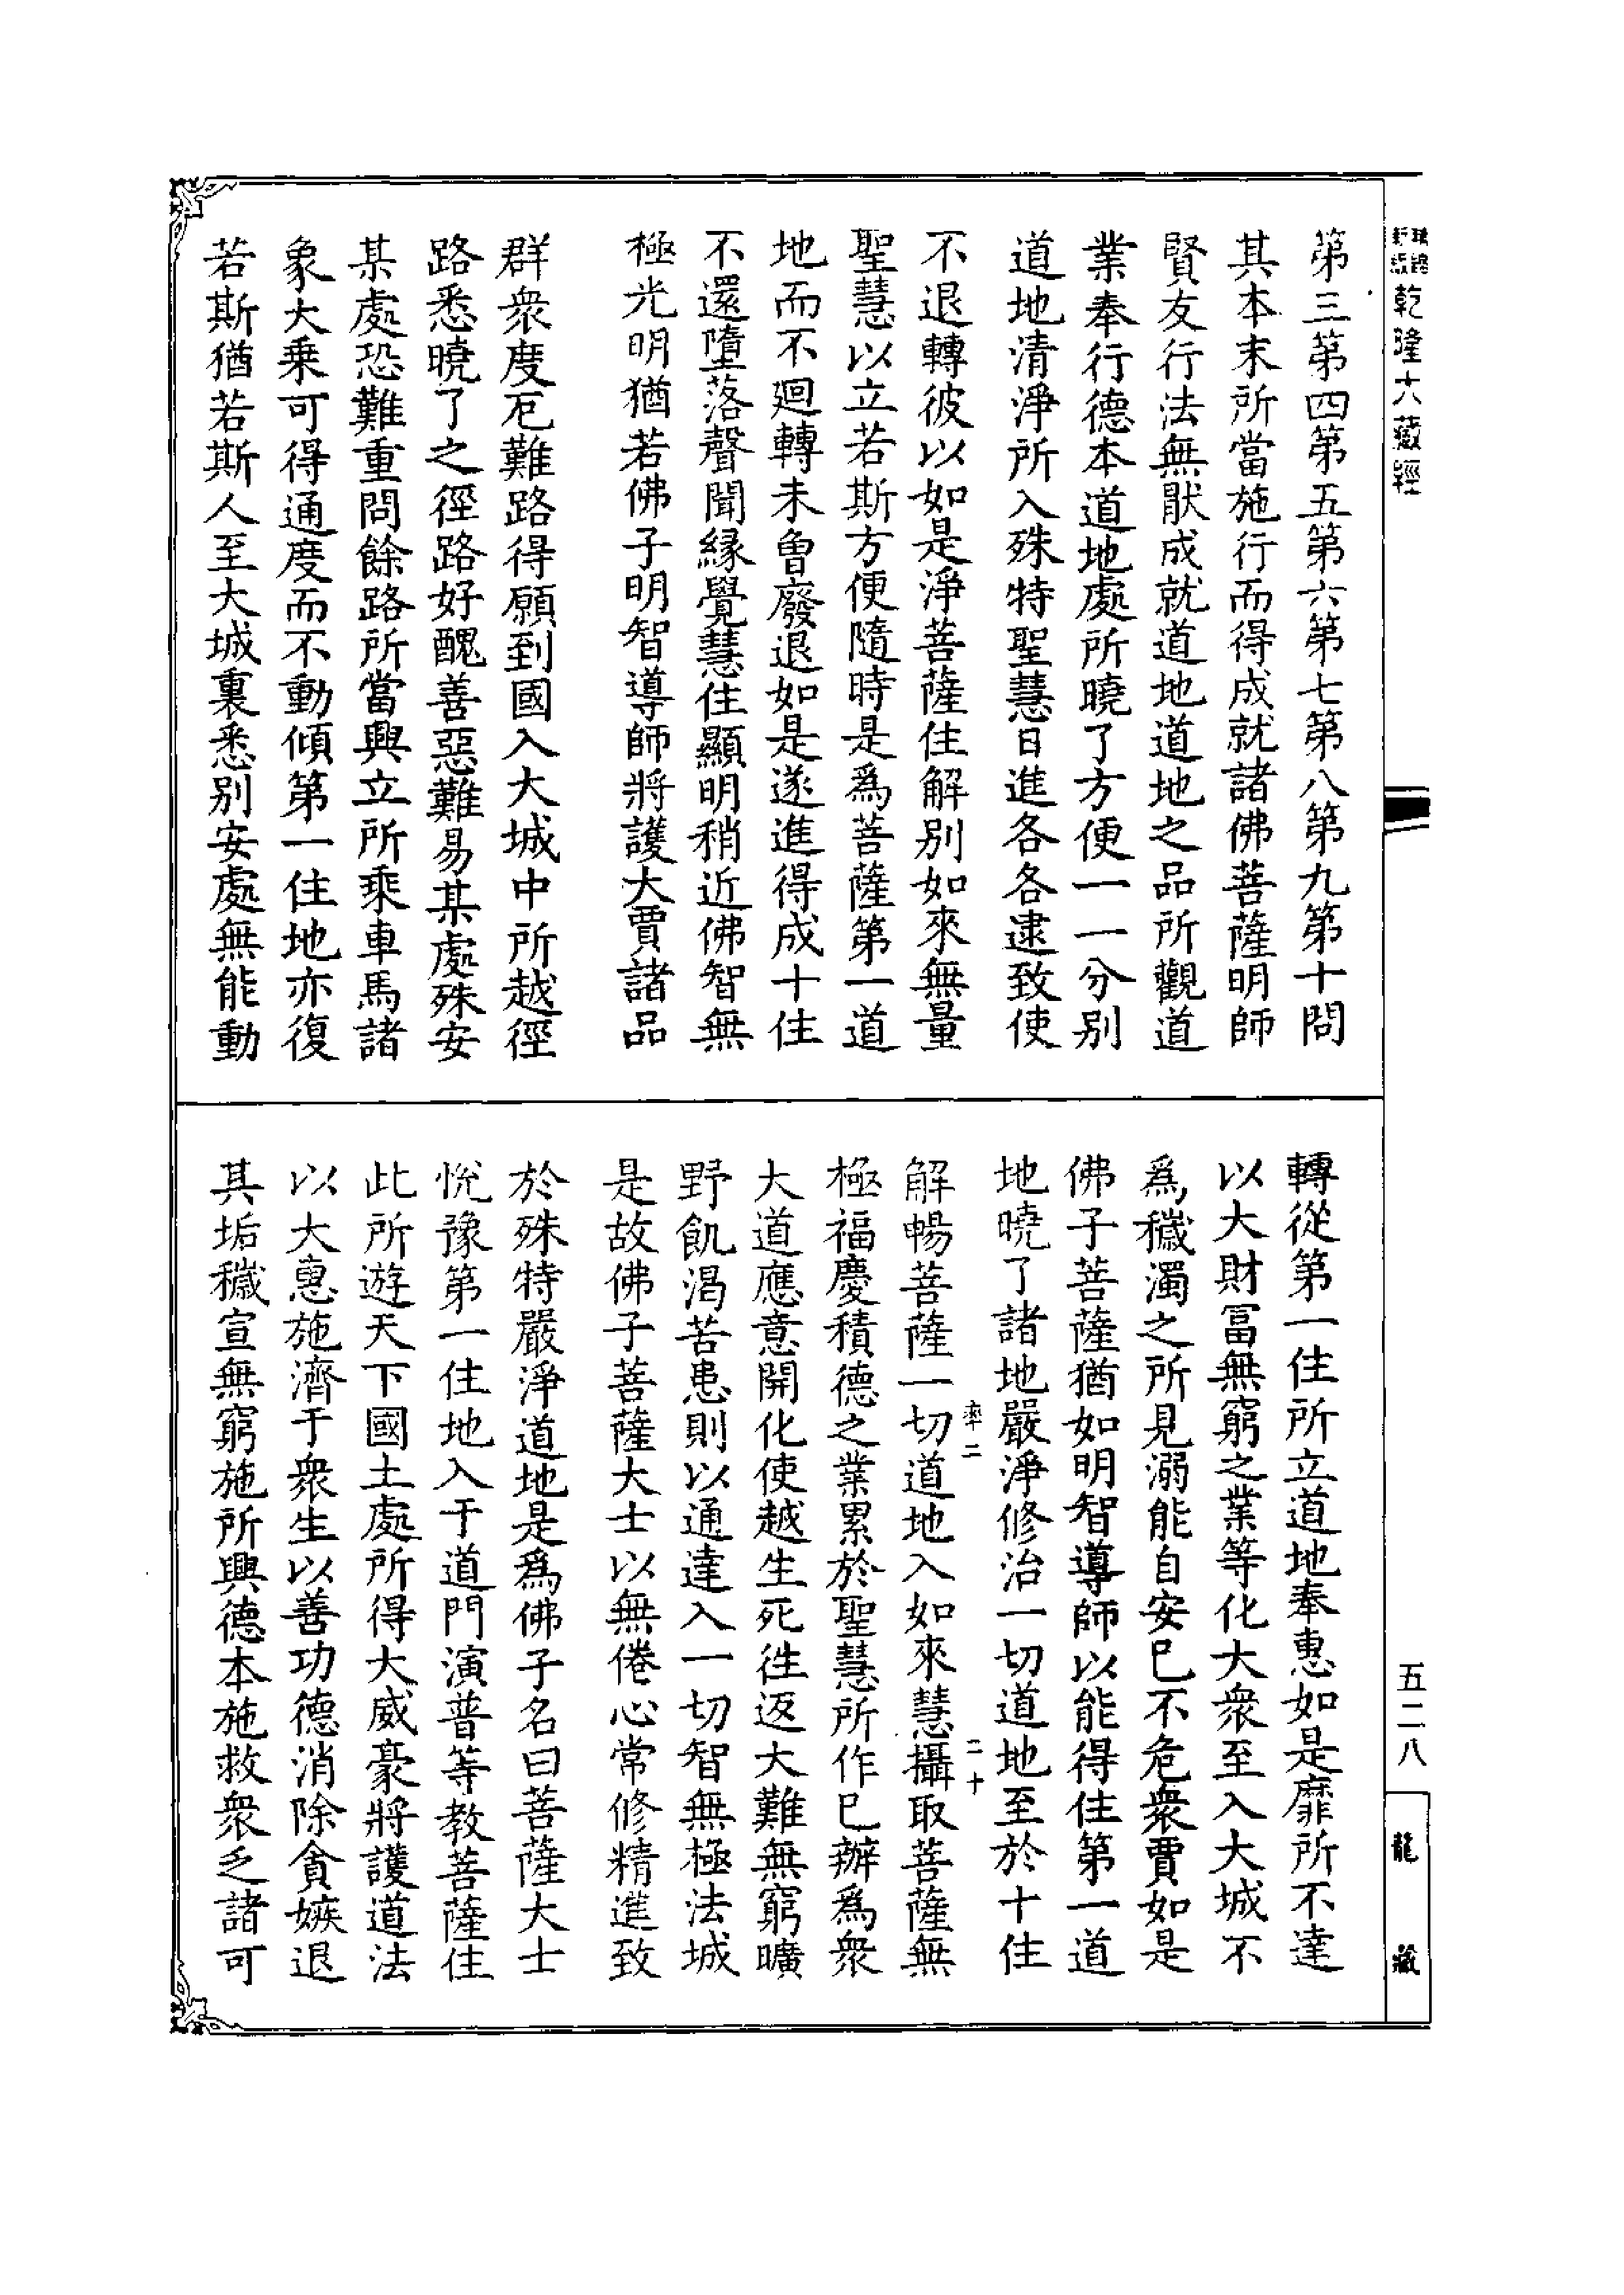 乾隆大藏經
第三第四第五第六第七第八第九第十問
其本末所當施行而得成就諸佛菩薩明師
賢友行法無猒成就道地道地之品所觀道
業奉行德本道地處所曉了方便一一分别
道地清淨所入殊特聖慧日進各各逮致使
不退轉彼以如是淨菩薩住解别如來無量
聖慧以立若斯方便隨時是爲菩薩第一道
地而不迴轉未曾廢退如是遂進得成十住
不還墮落聲聞緣覺慧住顯明稍近佛智無
極光明猶若佛子明智導師將護大賈諸品
群衆度厄難路得願到國入大城中所越徑
路悉曉了之徑路好醜善惡難易某處殊安
某處恐難重問餘路所當興立所乘車馬諸
象大乘可得通度而不動傾第一住地亦復
若斯猶若斯人至大城裏悉别安處無能動
轉從第一住所立道地奉惠如是靡所不達
以大財冨無窮之業等化大衆至入大城不
爲穢濁之所見溺能自安已不危衆賈如是
佛子菩薩猶如明智導師以能得住第一道
地曉了諸地嚴淨修治一切道地至於十住
解暢菩薩一切道地入如來慧攝取菩薩無
率二
二十
極福慶積德之業累於聖慧所作已辦爲衆
大道應意開化使越生死往返大難無窮曠
野飢渴苦患則以通達入一切智無極法城
是故佛子菩薩大士以無倦心常修精進致
於殊特嚴淨道地是爲佛子名曰菩薩大士
悅豫第一住地入于道門演普等教菩薩住
此所遊天下國土處所得大威豪將護道法
以大惠施濟于衆生以善功德消除貪嫉退
其垢穢宣無窮施所興德本施救衆乏諸可
五二八
龍藏